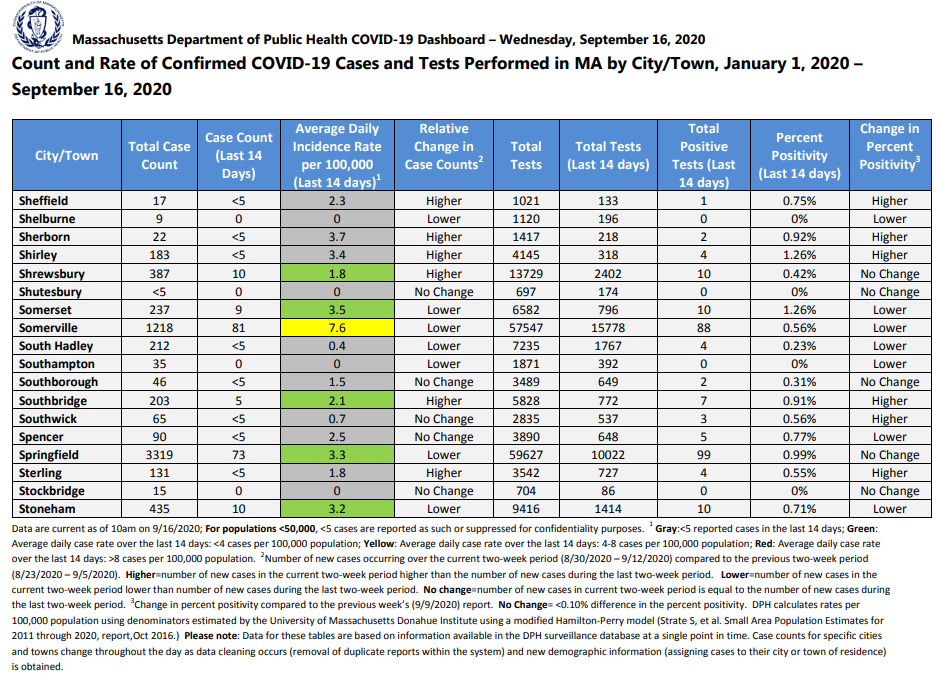 Massachusetts Department of Public Health COVID-19 Dashboard – Wednesday, September 16, 2020
Count and Rate of Confirmed COVID-19 Cases and Tests Performed in MA by City/Town, January 1, 2020 –
September 16, 2020
City/Town | Total Case Count | Case Count (Last 14 Days) | Average Daily Incidence Rate per 100,000 (Last 14 days)1 | Relative Change in Case Counts2 | Total Tests | Total Tests (Last 14 days) | Total Positive Tests (Last 14 days) | Percent Positivity (Last 14 days) | Change in Percent Positivity3
Sheffield | 17 | <5 | 2.3 | Higher | 1021 | 133 | 1 | 0.75% | Higher
Shelburne | 9 | 0 | 0 | Lower | 1120 | 196 | 0 | 0% | Lower
Sherborn | 22 | <5 | 3.7 | Higher | 1417 | 218 | 2 | 0.92% | Higher
Shirley | 183 | <5 | 3.4 | Higher | 4145 | 318 | 4 | 1.26% | Higher
Shrewsbury | 387 | 10 | 1.8 | Higher | 13729 | 2402 | 10 | 0.42% | No Change
Shutesbury | <5 | 0 | 0 | No Change | 697 | 174 | 0 | 0% | No Change
Somerset | 237 | 9 | 3.5 | Lower | 6582 | 796 | 10 | 1.26% | Lower
Somerville | 1218 | 81 | 7.6 | Lower | 57547 | 15778 | 88 | 0.56% | Lower
South Hadley | 212 | <5 | 0.4 | Lower | 7235 | 1767 | 4 | 0.23% | Lower
Southampton | 35 | 0 | 0 | Lower | 1871 | 392 | 0 | 0% | Lower
Southborough | 46 | <5 | 1.5 | No Change | 3489 | 649 | 2 | 0.31% | No Change
Southbridge | 203 | 5 | 2.1 | Higher | 5828 | 772 | 7 | 0.91% | Higher
Southwick | 65 | <5 | 0.7 | No Change | 2835 | 537 | 3 | 0.56% | Higher
Spencer | 90 | <5 | 2.5 | No Change | 3890 | 648 | 5 | 0.77% | Lower
Springfield | 3319 | 73 | 3.3 | Lower | 59627 | 10022 | 99 | 0.99% | No Change
Sterling | 131 | <5 | 1.8 | Higher | 3542 | 727 | 4 | 0.55% | Higher
Stockbridge | 15 | 0 | 0 | No Change | 704 | 86 | 0 | 0% | No Change
Stoneham | 435 | 10 | 3.2 | Lower | 9416 | 1414 | 10 | 0.71% | Lower
Data are current as of 10am on 9/16/2020; For populations <50,000, <5 cases are reported as such or suppressed for confidentiality purposes. 1 Gray:<5 reported cases in the last 14 days; Green:
Average daily case rate over the last 14 days: <4 cases per 100,000 population; Yellow: Average daily case rate over the last 14 days: 4-8 cases per 100,000 population; Red: Average daily case rate
over the last 14 days: >8 cases per 100,000 population. 2Number of new cases occurring over the current two-week period (8/30/2020 – 9/12/2020) compared to the previous two-week period
(8/23/2020 – 9/5/2020). Higher=number of new cases in the current two-week period higher than the number of new cases during the last two-week period. Lower=number of new cases in the
current two-week period lower than number of new cases during the last two-week period. No change=number of new cases in current two-week period is equal to the number of new cases during
the last two-week period. 3Change in percent positivity compared to the previous week's (9/9/2020) report. No Change= <0.10% difference in the percent positivity. DPH calculates rates per
100,000 population using denominators estimated by the University of Massachusetts Donahue Institute using a modified Hamilton-Perry model (Strate S, et al. Small Area Population Estimates for
2011 through 2020, report,Oct 2016.) Please note: Data for these tables are based on information available in the DPH surveillance database at a single point in time. Case counts for specific cities
and towns change throughout the day as data cleaning occurs (removal of duplicate reports within the system) and new demographic information (assigning cases to their city or town of residence)
is obtained.